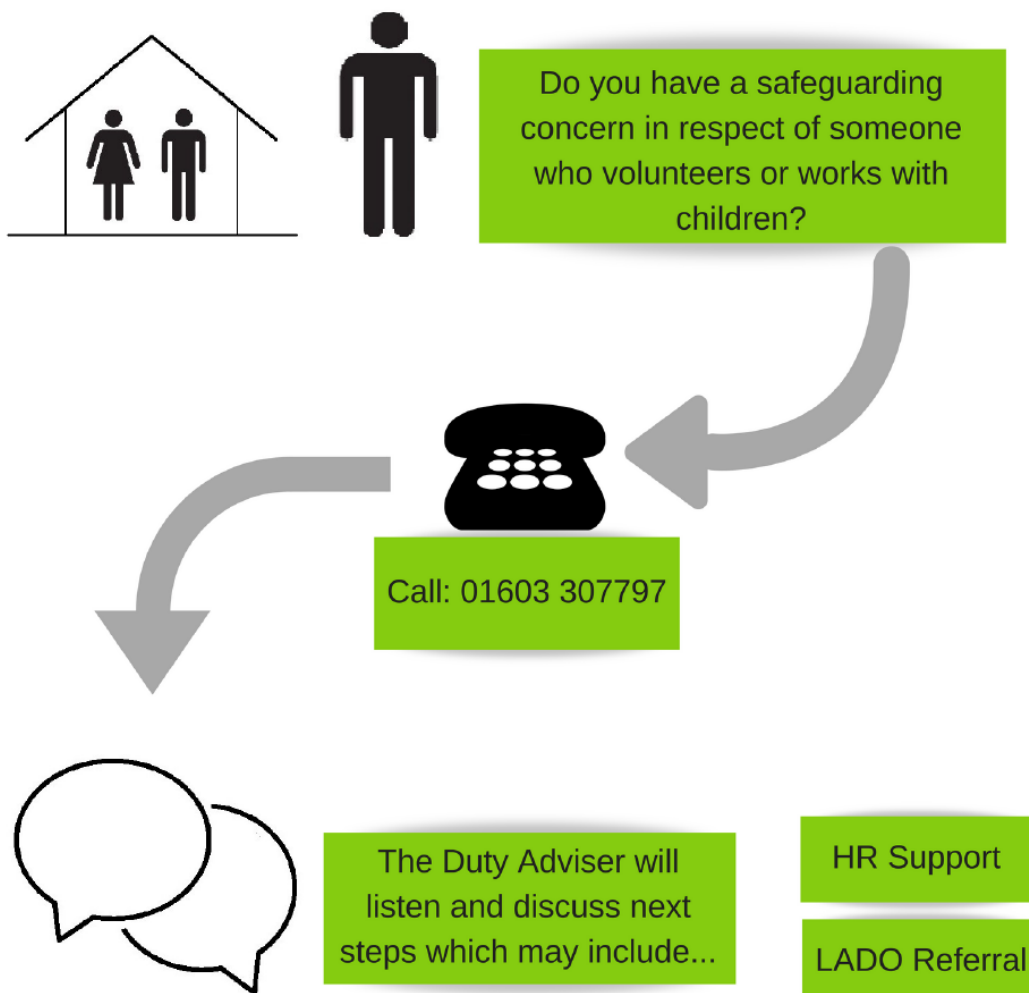 Do you have a safeguarding
concern in respect of someone
who volunteers or works with
children?
Call: 01603 307797
The Duty Adviser will
listen and discuss next
steps which may include...
HR Support
LADO Referral